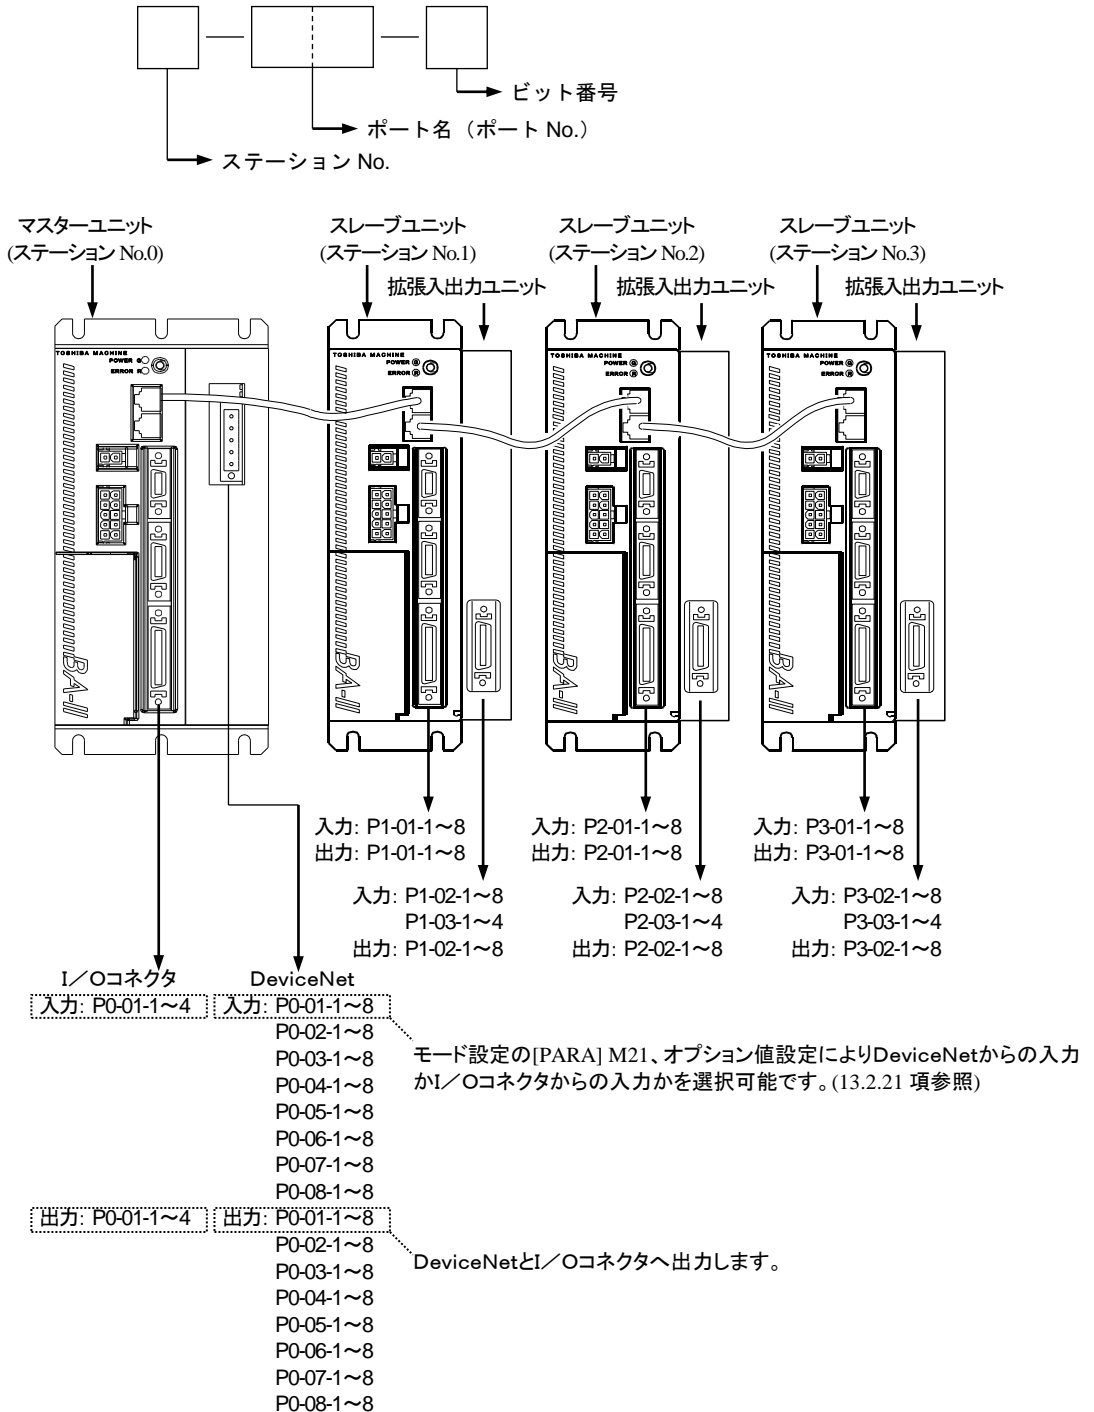 ビット番号
ポート名（ポート No.）
ステーション No.
マスターユニット
(ステーション No.0)
スレーブユニット
(ステーション No.1)
スレーブユニット
(ステーション No.2)
スレーブユニット
(ステーション No.3)
拡張入出力ユニット
拡張入出力ユニット
拡張入出力ユニット
TOSHIBA MACHINE
POWER G
ERROR R
BA-II
TOSHIBA MACHINE
POWER G
ERROR R
BA-II
TOSHIBA MACHINE
POWER G
ERROR R
BA-II
TOSHIBA MACHINE
POWER G
ERROR R
BA-II
入力: P1-01-1～8
出力: P1-01-1～8
入力: P2-01-1～8
出力: P2-01-1～8
入力: P3-01-1～8
出力: P3-01-1～8
入力: P1-02-1～8
P1-03-1～4
出力: P1-02-1～8
入力: P2-02-1～8
P2-03-1～4
出力: P2-02-1～8
入力: P3-02-1～8
P3-03-1～4
出力: P3-02-1～8
I／Oコネクタ
DeviceNet
入力: P0-01-1～4
入力: P0-01-1～8
P0-02-1～8
P0-03-1～8
P0-04-1～8
P0-05-1～8
P0-06-1～8
P0-07-1～8
P0-08-1～8
モード設定の[PARA] M21、オプション値設定によりDeviceNetからの入力
かI／Oコネクタからの入力かを選択可能です。(13.2.21 項参照)
出力: P0-01-1～4
出力: P0-01-1～8
P0-02-1～8
P0-03-1～8
P0-04-1～8
P0-05-1～8
P0-06-1～8
P0-07-1～8
P0-08-1～8
DeviceNetとI／Oコネクタへ出力します。